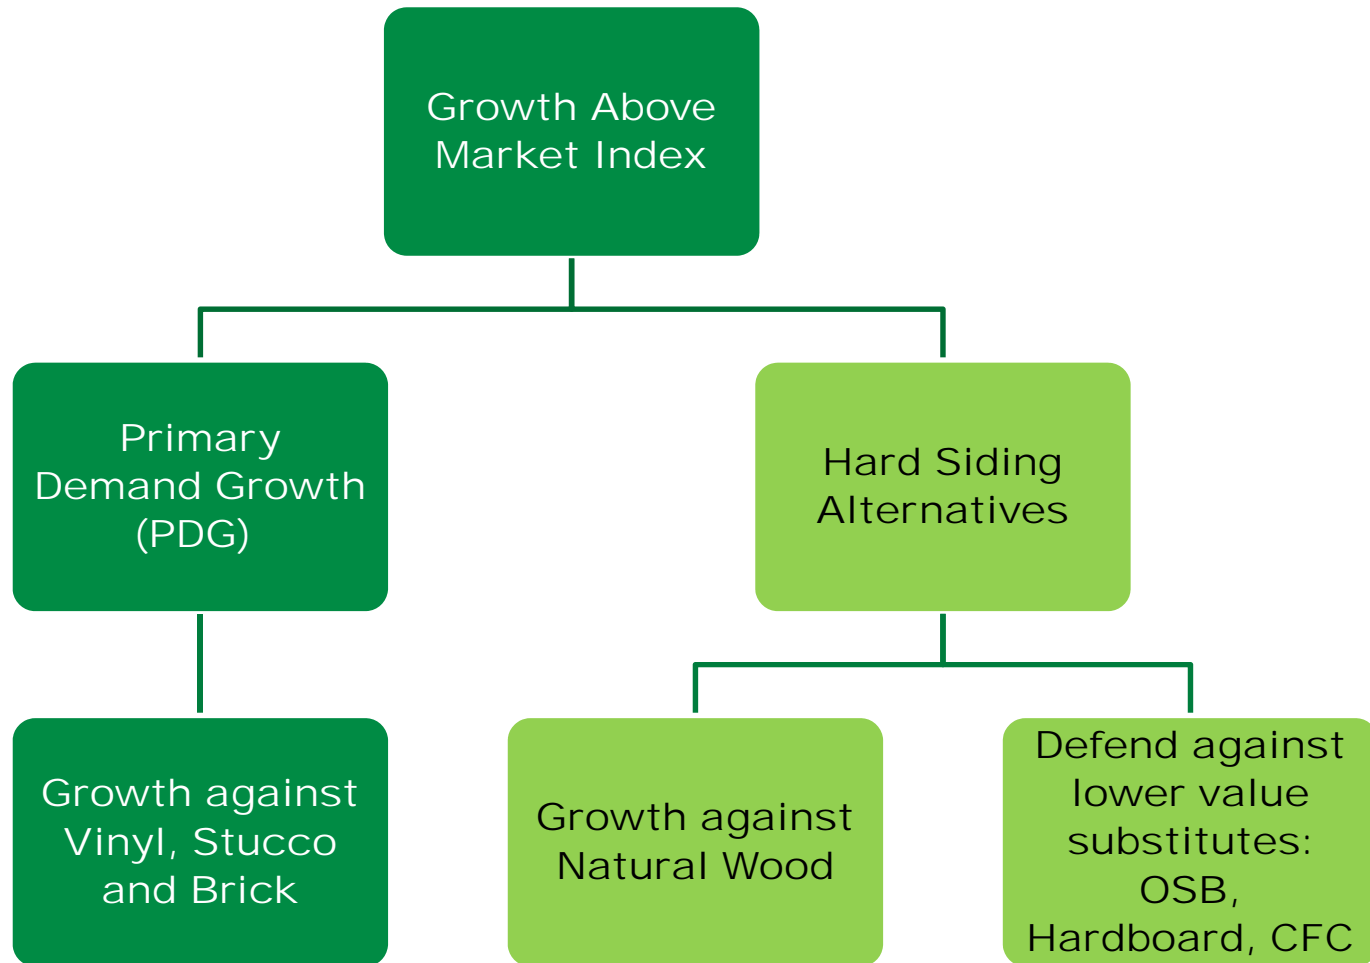 Growth Above
Market Index
Primary
Demand Growth
(PDG)
Hard Siding
Alternatives
Growth against
Vinyl, Stucco
and Brick
Growth against
Natural Wood
Defend against
lower value
substitutes:
OSB,
Hardboard, CFC